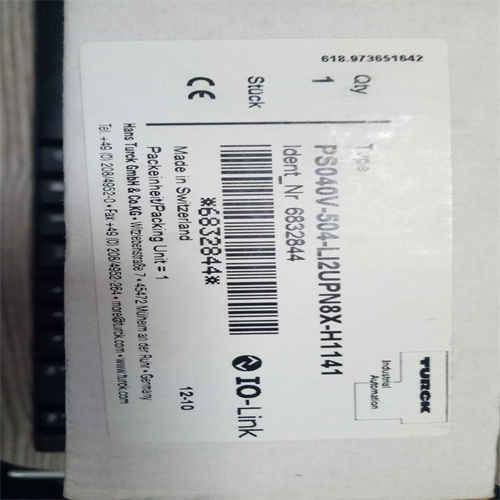 618.973651642
TURCK
Industrial
Automation
Type
PS040V-504-LI2UPN8X-H1141
Ident_Nr 6832844
Qty
1
Stück
CE
*6832844*
IO-Link
Made in Switzerland
12-10
Packeinheit/Packing Unit = 1
Hans Turck GmbH & Co.KG • Witzlebenstraße 7 • 45472 Mülheim an der Ruhr • Germany
Tel. +49 (0) 208/4952-0 • Fax +49 (0) 208/4952-264 • more@turck.com • www.turck.com